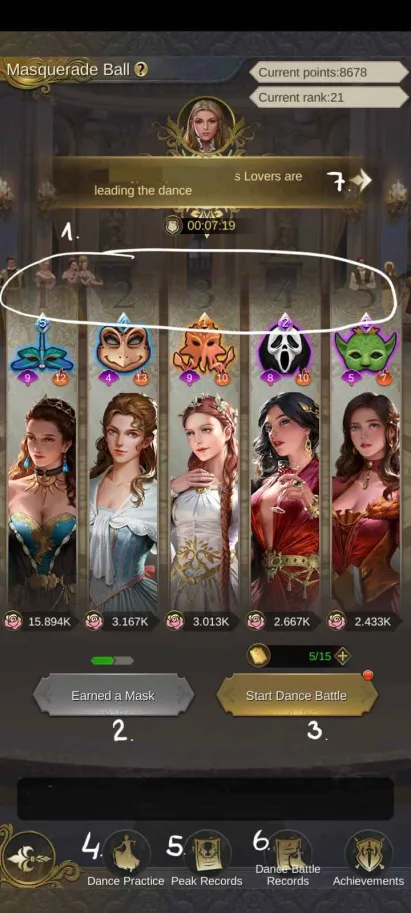 Masquerade Ball ?
Current points:8678
Current rank:21
s Lovers are
leading the dance
7.
00:07:19
1.
1 2 3 4 5
9 12 4 13 9 10 8 10 5 7
15.894K 3.167K 3.013K 2.667K 2.433K
5/15
Earned a Mask
Start Dance Battle
2.
3.
4.
5.
6.
Dance Practice
Peak Records
Dance Battle
Records
Achievements